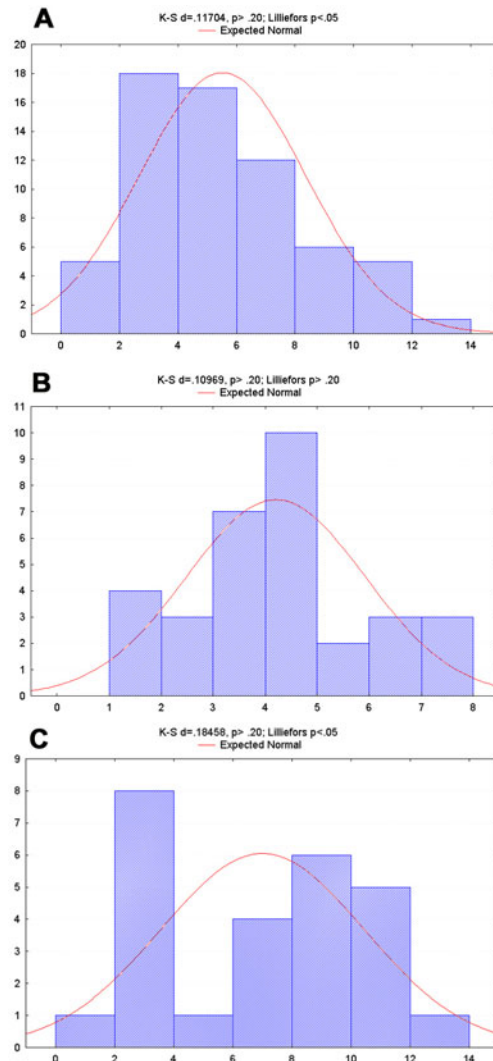 A
K-S d=.11704, p> .20; Lilliefors p<.05
Expected Normal
20
18
16
14
12
10
8
6
4
2
0
0 2 4 6 8 10 12 14
B
K-S d=.10969, p> .20; Lilliefors p> .20
Expected Normal
11
10
9
8
7
6
5
4
3
2
1
0
0 1 2 3 4 5 6 7 8
C
K-S d=.18458, p> .20; Lilliefors p<.05
Expected Normal
9
8
7
6
5
4
3
2
1
0
0 2 4 6 8 10 12 14